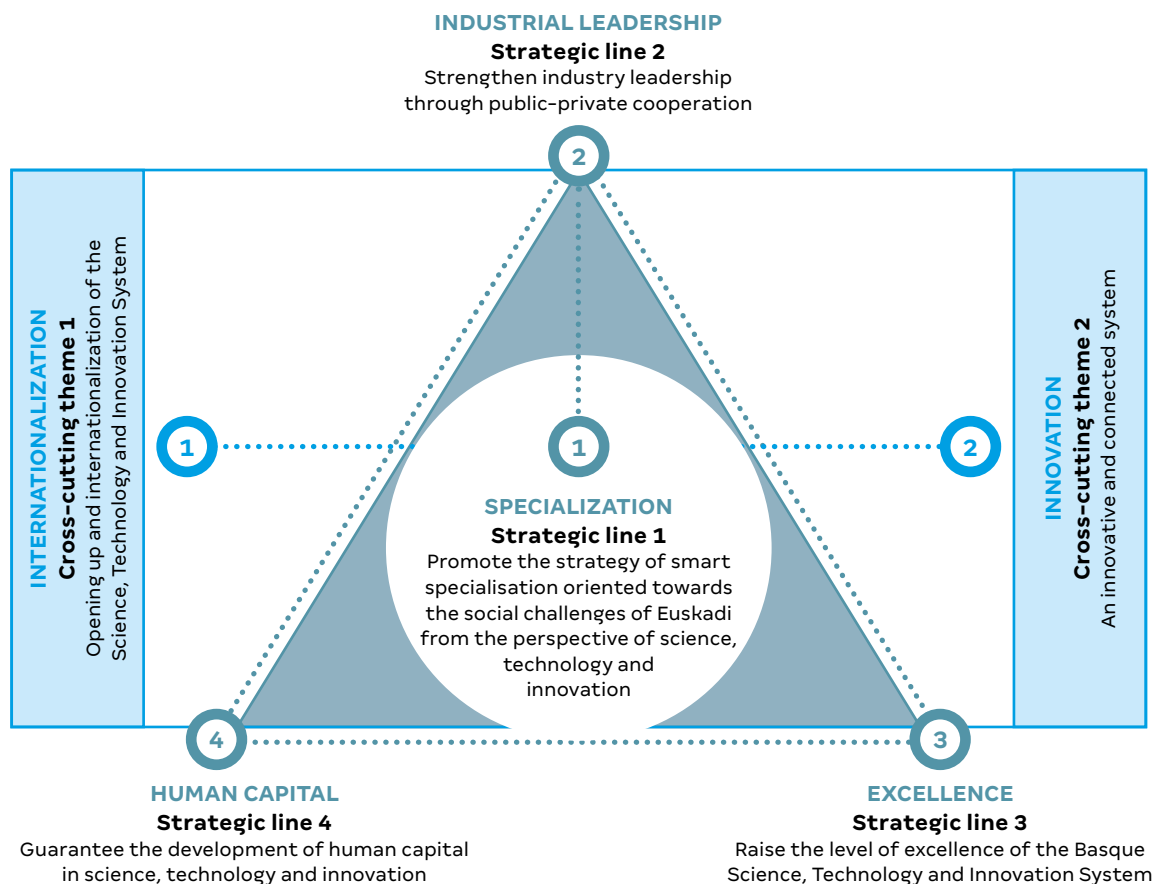 INDUSTRIAL LEADERSHIP
Strategic line 2
Strengthen industry leadership
through public-private cooperation
2
INTERNATIONALIZATION
Cross-cutting theme 1
Opening up and internationalization of the
Science, Technology and Innovation System
1
1
2
INNOVATION
Cross-cutting theme 2
An innovative and connected system
SPECIALIZATION
Strategic line 1
Promote the strategy of smart
specialisation oriented towards
the social challenges of Euskadi
from the perspective of science,
technology and
innovation
4
3
HUMAN CAPITAL
Strategic line 4
Guarantee the development of human capital
in science, technology and innovation
EXCELLENCE
Strategic line 3
Raise the level of excellence of the Basque
Science, Technology and Innovation System